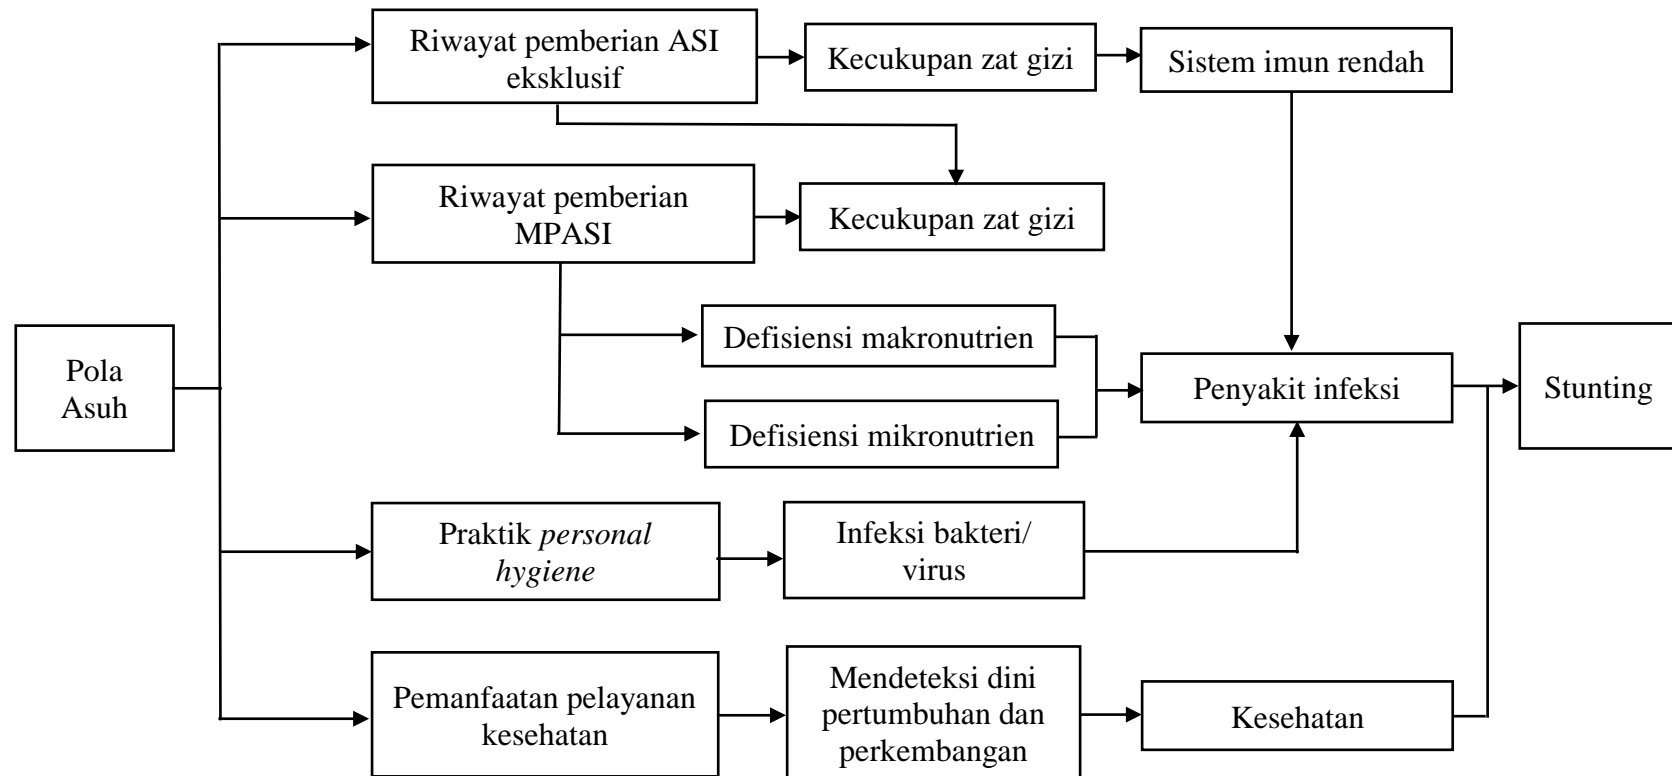 Riwayat pemberian ASI
eksklusif
Kecukupan zat gizi
Sistem imun rendah
Riwayat pemberian
MPASI
Kecukupan zat gizi
Defisiensi makronutrien
Pola
Asuh
Penyakit infeksi
Stunting
Defisiensi mikronutrien
Praktik personal
hygiene
Infeksi bakteri/
virus
Pemanfaatan pelayanan
kesehatan
Mendeteksi dini
pertumbuhan dan
perkembangan
Kesehatan